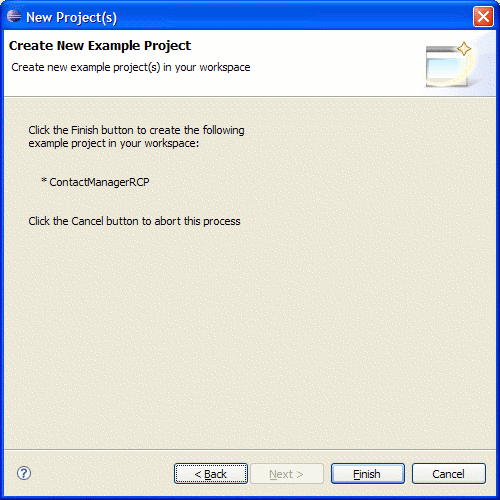 New Project(s)
Create New Example Project
Create new example project(s) in your workspace
Click the Finish button to create the following
example project in your workspace:
* ContactManagerRCP
Click the Cancel button to abort this process
?
< Back
Next >
Finish
Cancel